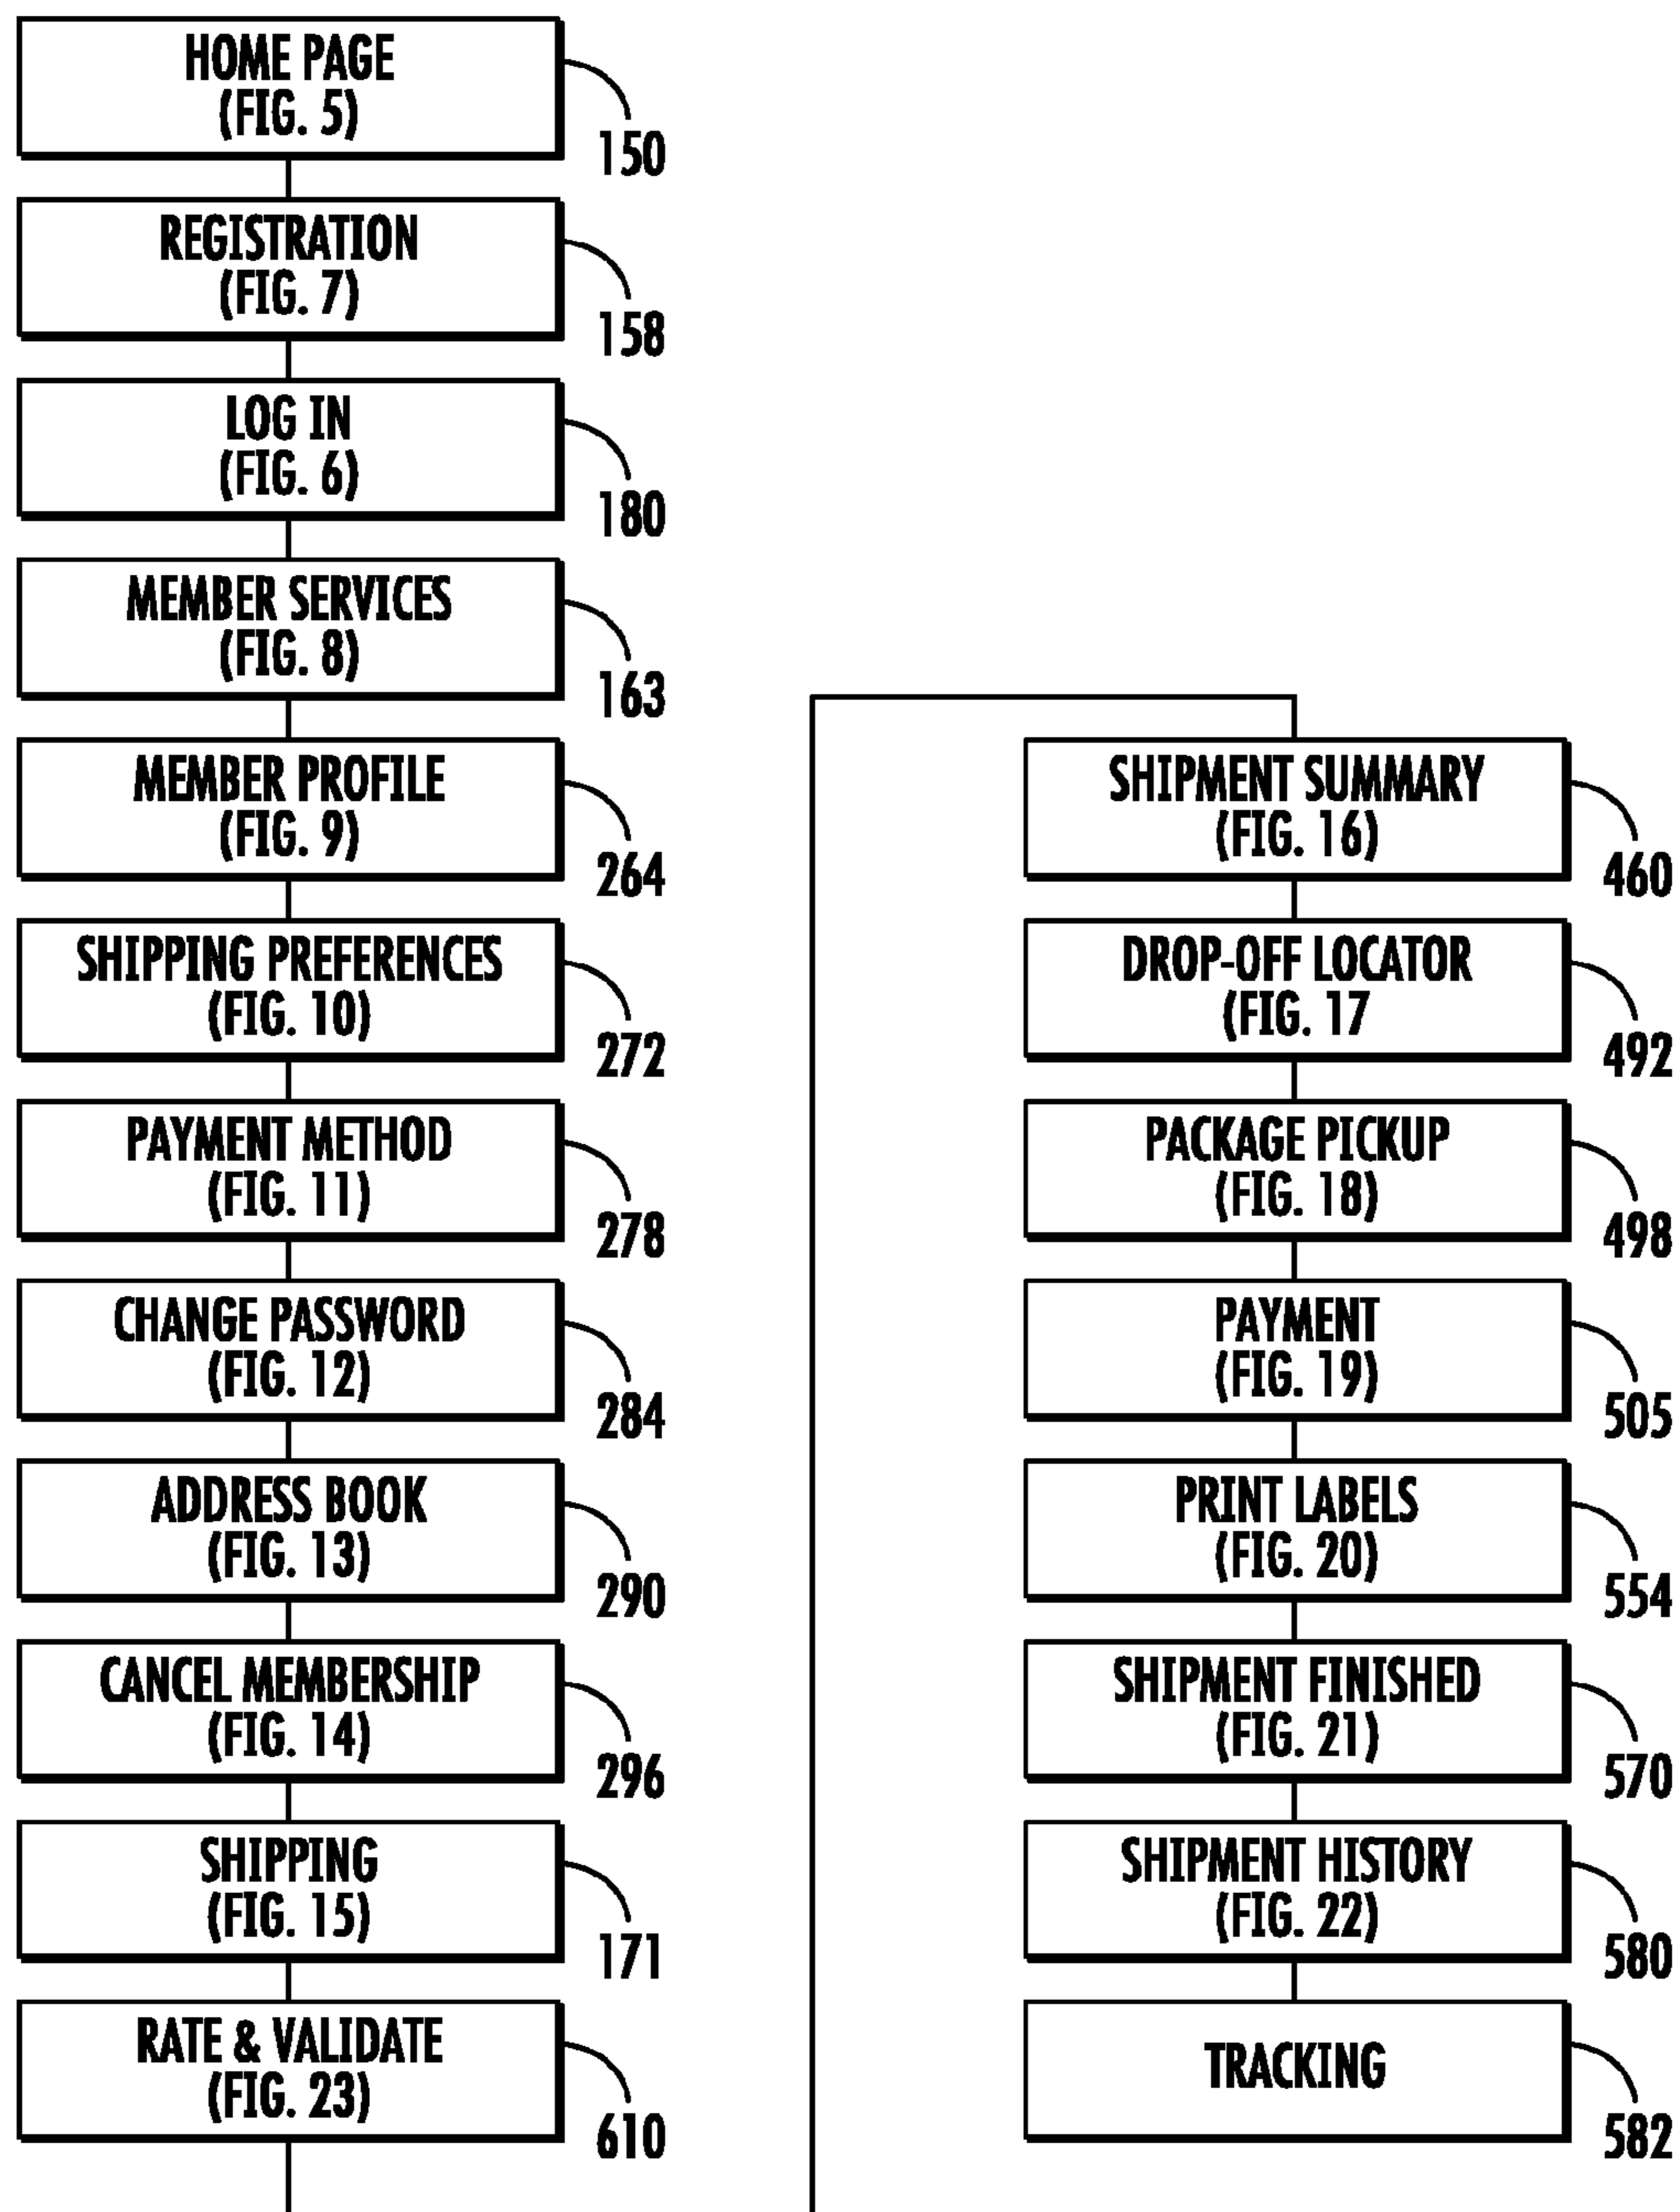 HOME PAGE
(FIG. 5)
150
REGISTRATION
(FIG. 7)
158
LOG IN
(FIG. 6)
180
MEMBER SERVICES
(FIG. 8)
163
MEMBER PROFILE
(FIG. 9)
264
SHIPPING PREFERENCES
(FIG. 10)
272
PAYMENT METHOD
(FIG. 11)
278
CHANGE PASSWORD
(FIG. 12)
284
ADDRESS BOOK
(FIG. 13)
290
CANCEL MEMBERSHIP
(FIG. 14)
296
SHIPPING
(FIG. 15)
171
RATE & VALIDATE
(FIG. 23)
610
SHIPMENT SUMMARY
(FIG. 16)
460
DROP-OFF LOCATOR
(FIG. 17
492
PACKAGE PICKUP
(FIG. 18)
498
PAYMENT
(FIG. 19)
505
PRINT LABELS
(FIG. 20)
554
SHIPMENT FINISHED
(FIG. 21)
570
SHIPMENT HISTORY
(FIG. 22)
580
TRACKING
582